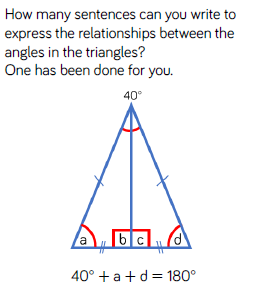 How many sentences can you write to
express the relationships between the
angles in the triangles?
One has been done for you.
40°
a b c d
40° + a + d = 180°